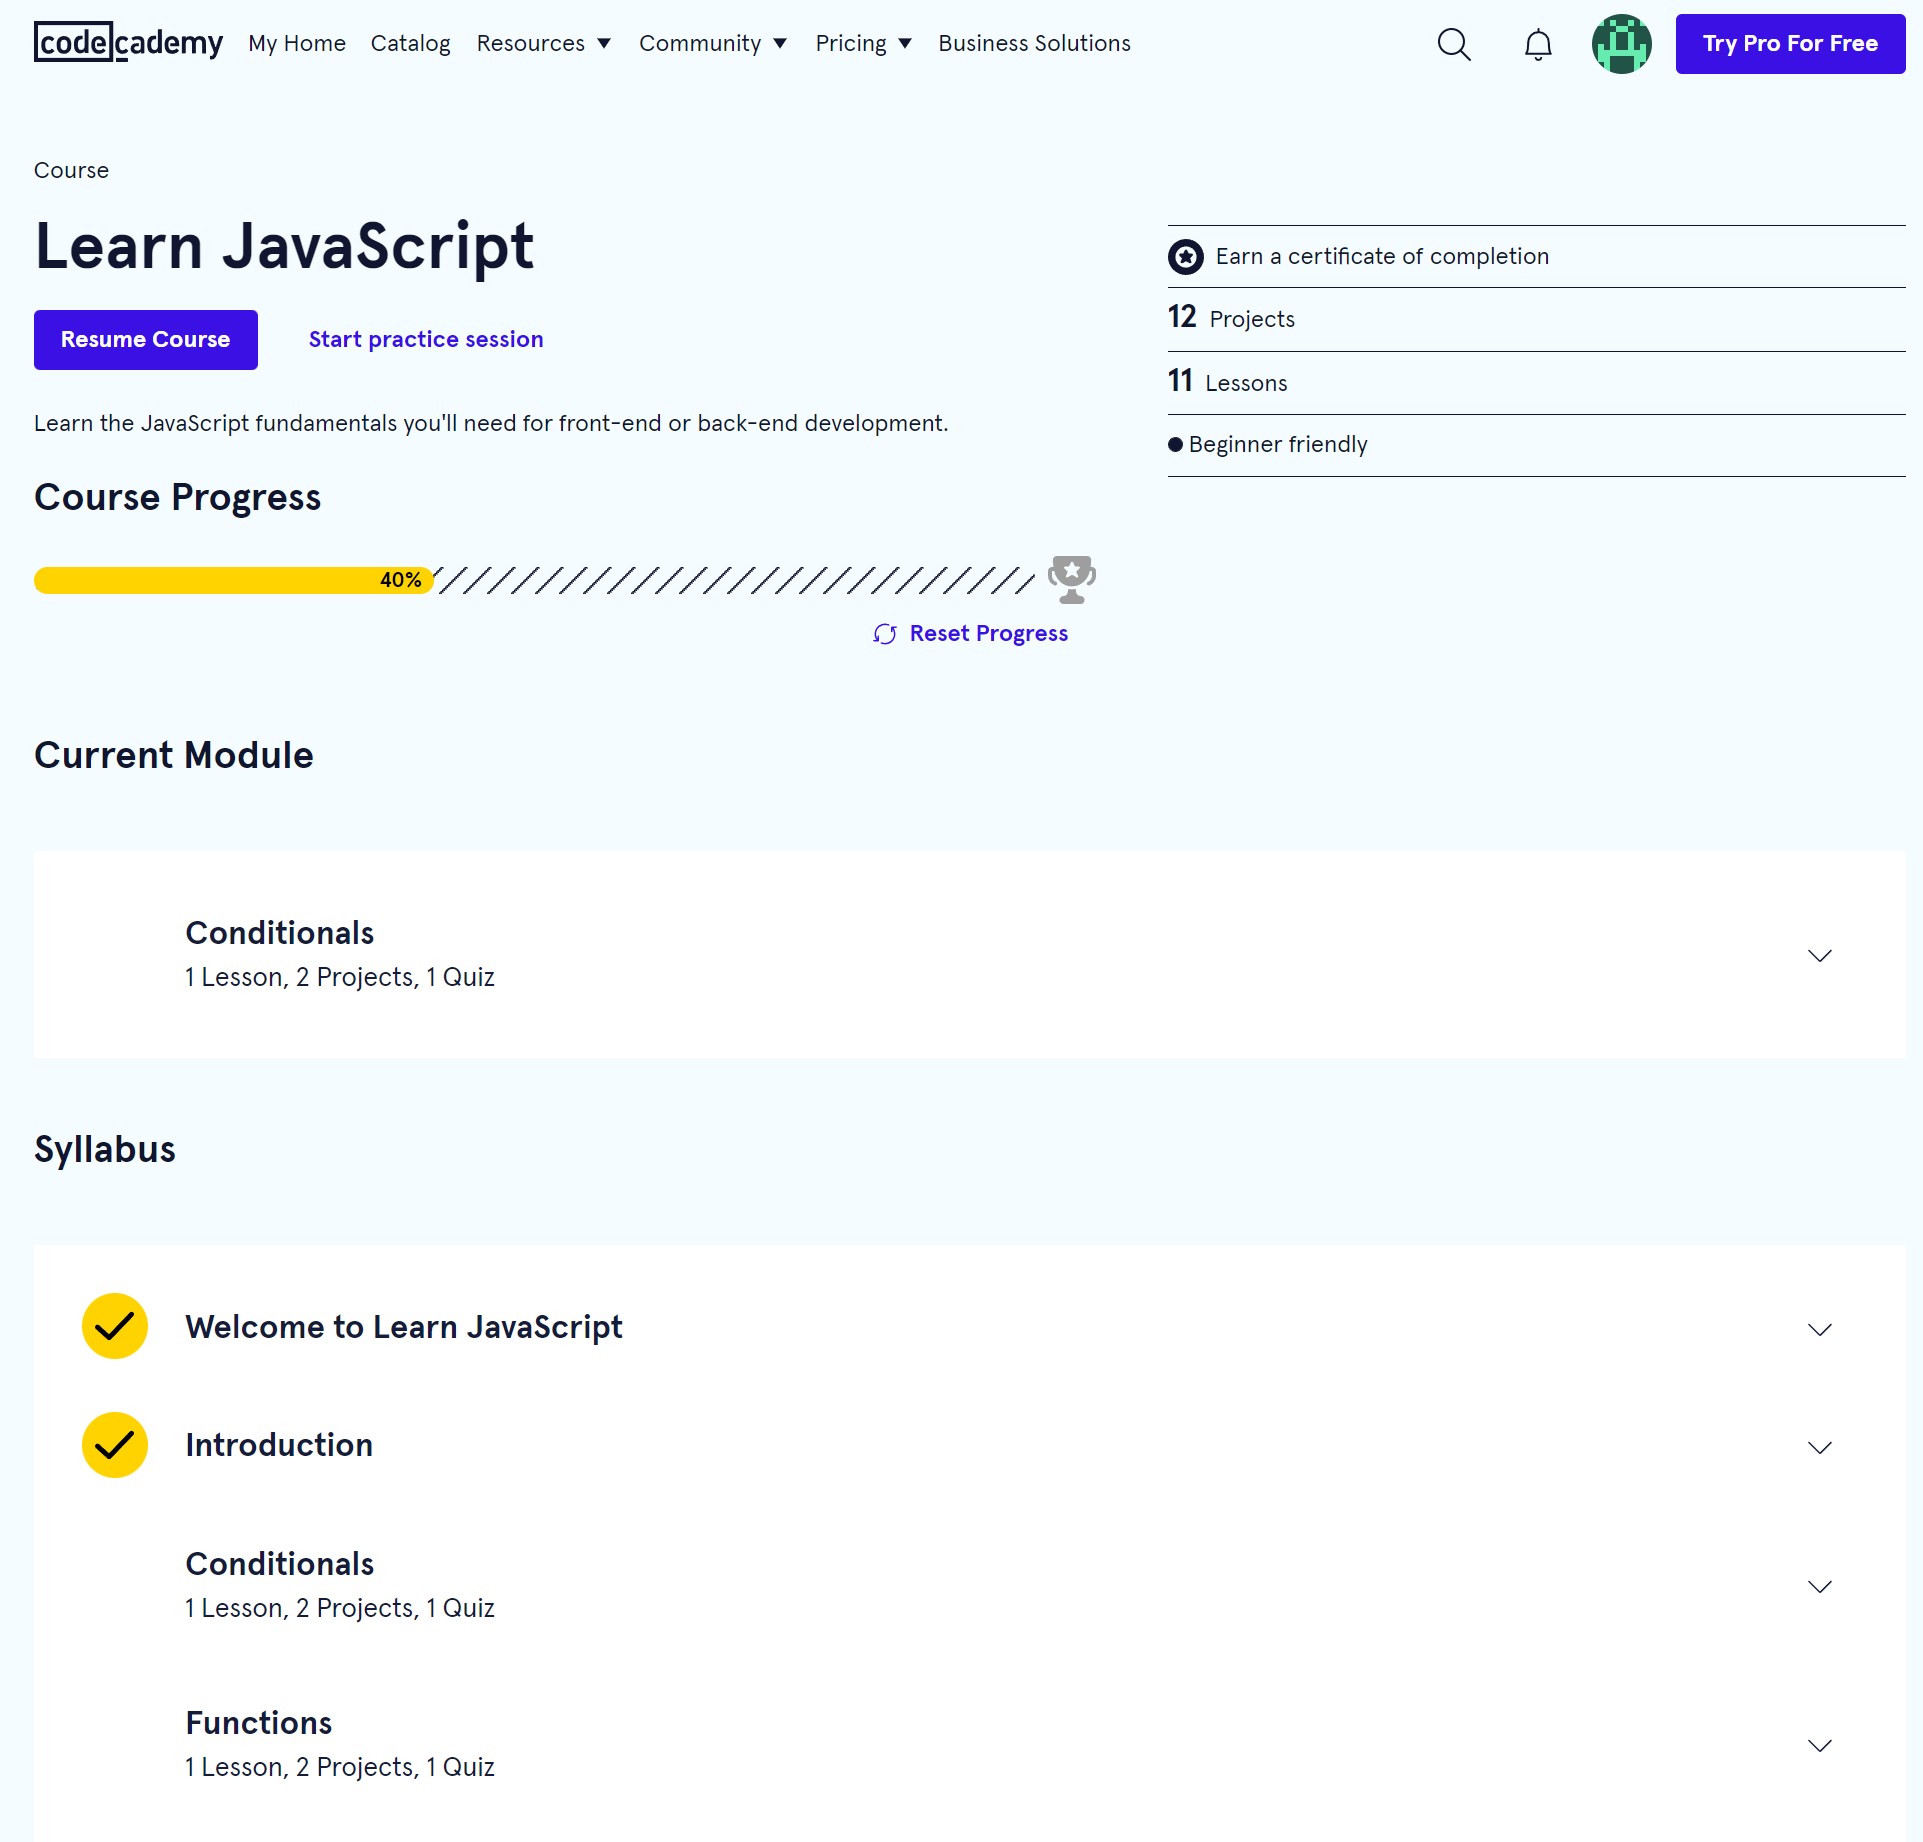 codecademy My Home Catalog Resources Community Pricing Business Solutions Try Pro For Free
Course
Learn JavaScript
Resume Course Start practice session
Learn the JavaScript fundamentals you'll need for front-end or back-end development.
Earn a certificate of completion
12 Projects
11 Lessons
Beginner friendly
Course Progress
40%
Reset Progress
Current Module
Conditionals
1 Lesson, 2 Projects, 1 Quiz
Syllabus
Welcome to Learn JavaScript
Introduction
Conditionals
1 Lesson, 2 Projects, 1 Quiz
Functions
1 Lesson, 2 Projects, 1 Quiz